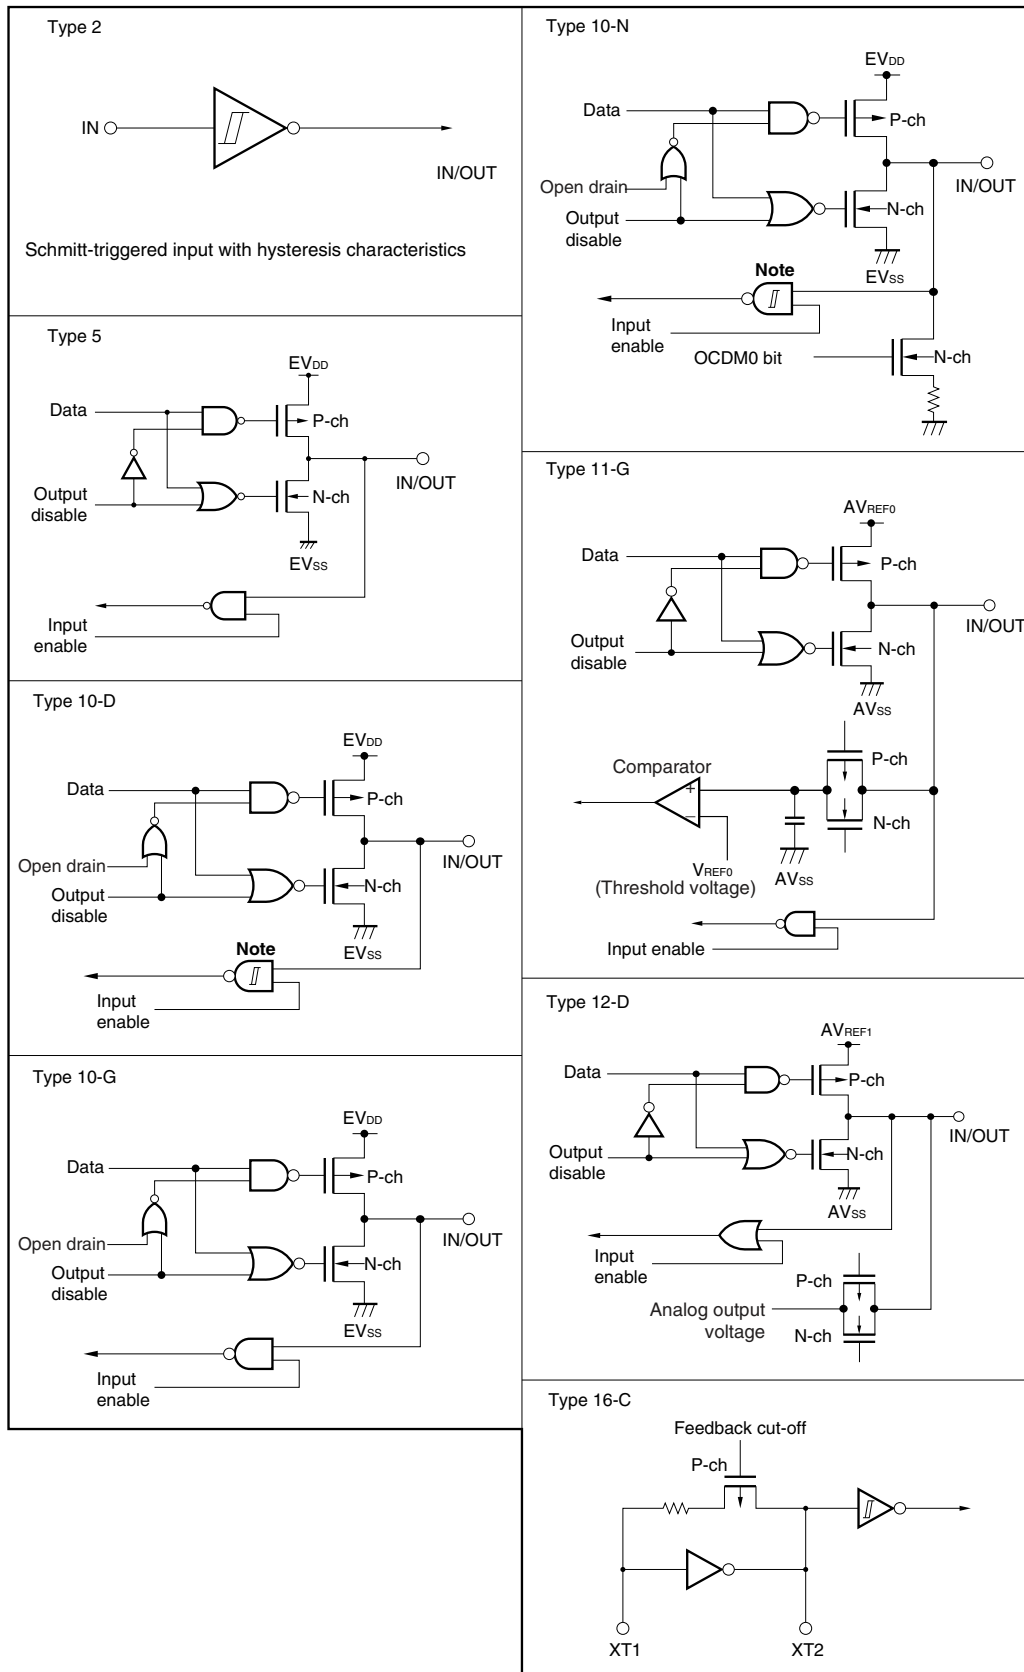 Type 2
IN
IN/OUT
Schmitt-triggered input with hysteresis characteristics
Type 5
EVDD
Data
P-ch
IN/OUT
Output
disable
N-ch
EVSS
Input
enable
Type 10-D
EVDD
Data
P-ch
IN/OUT
Open drain
Output
disable
N-ch
EVSS
Note
Input
enable
Type 10-G
EVDD
Data
P-ch
IN/OUT
Open drain
Output
disable
N-ch
EVSS
Input
enable
Type 10-N
EVDD
Data
P-ch
IN/OUT
Open drain
Output
disable
N-ch
EVSS
Note
Input
enable
OCDM0 bit
N-ch
Type 11-G
AVREF0
Data
P-ch
IN/OUT
Output
disable
N-ch
AVSS
P-ch
Comparator
+
–
N-ch
VREF0
(Threshold voltage)
AVSS
Input enable
Type 12-D
AVREF1
Data
P-ch
IN/OUT
Output
disable
N-ch
AVSS
Input
enable
P-ch
Analog output
voltage
N-ch
Type 16-C
Feedback cut-off
P-ch
XT1
XT2